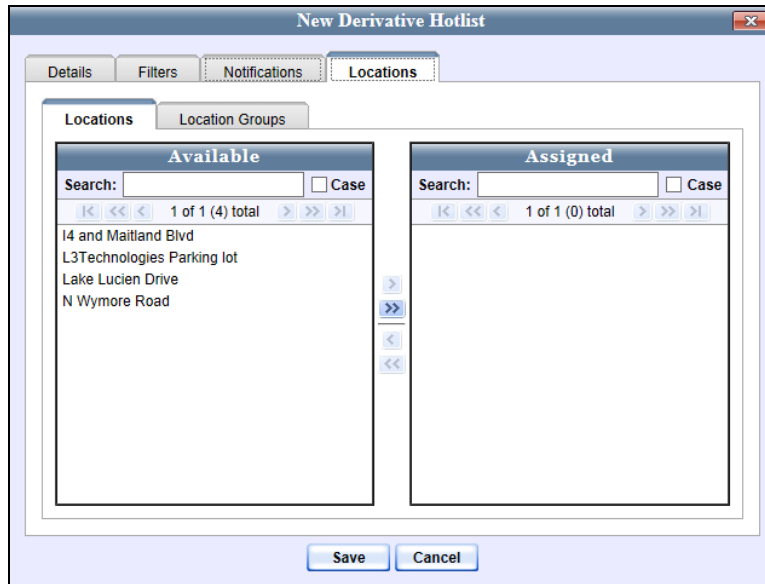 New Derivative Hotlist
Details Filters Notifications Locations
Locations Location Groups
Available
Search: Case
|< << < 1 of 1 (4) total > >> >|
I4 and Maitland Blvd
L3Technologies Parking lot
Lake Lucien Drive
N Wymore Road
>
>>
<
<<
Assigned
Search: Case
|< << < 1 of 1 (0) total > >> >|
Save Cancel